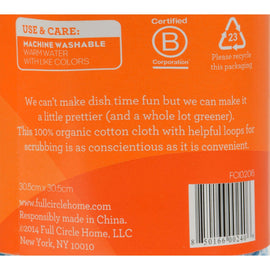 USE & CARE:
MACHINE WASHABLE
WARM WATER
WITH LIKE COLORS
Certified
B
Corporation
23
Please recycle
this packaging
We can't make dish time fun but we can make it
a little prettier (and a whole lot greener).
This 100% organic cotton cloth with helpful loops for
scrubbing is as conscientious as it is convenient.
30.5cm x 30.5cm
www.fullcirclehome.com
Responsibly made in China.
©2014 Full Circle Home, LLC
New York, NY 10010
FC10206